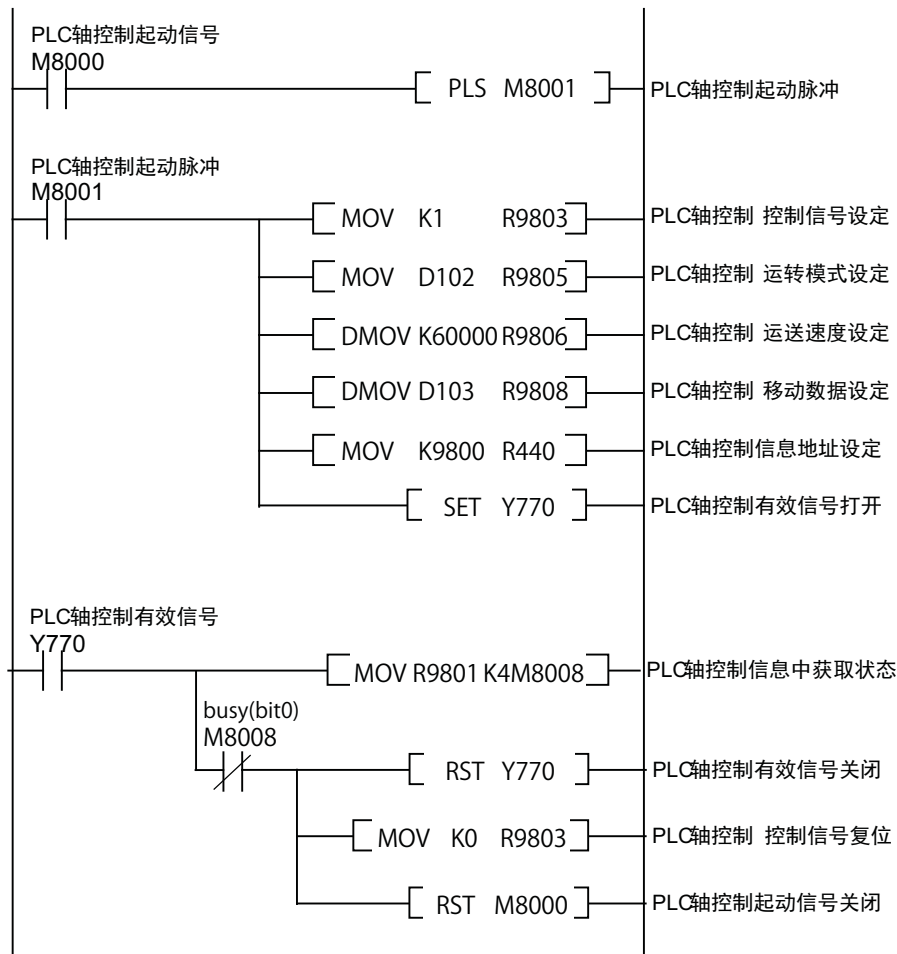 PLC轴控制起动信号
M8000
PLS M8001 PLC轴控制起动脉冲
PLC轴控制起动脉冲
M8001
MOV K1 R9803 PLC轴控制 控制信号设定
MOV D102 R9805 PLC轴控制 运转模式设定
DMOV K60000 R9806 PLC轴控制 运送速度设定
DMOV D103 R9808 PLC轴控制 移动数据设定
MOV K9800 R440 PLC轴控制信息地址设定
SET Y770 PLC轴控制有效信号打开
PLC轴控制有效信号
Y770
MOV R9801 K4M8008 PLC轴控制信息中获取状态
busy(bit0)
M8008
RST Y770 PLC轴控制有效信号关闭
MOV K0 R9803 PLC轴控制 控制信号复位
RST M8000 PLC轴控制起动信号关闭